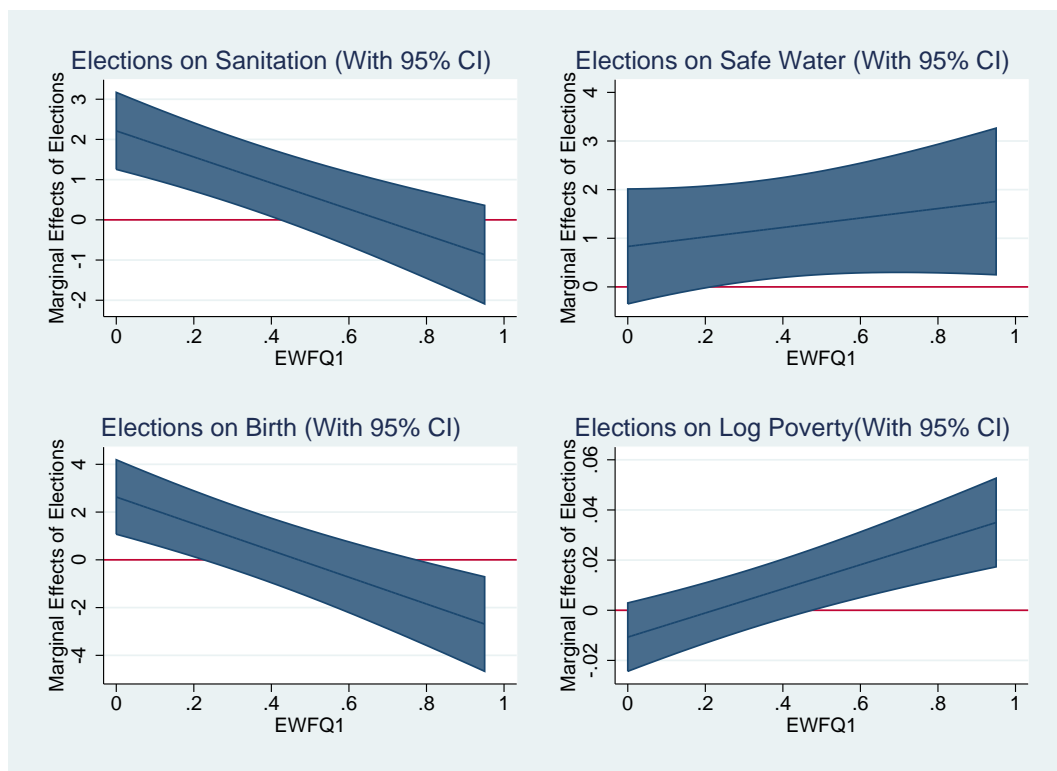 Elections on Sanitation (With 95% CI)
Marginal Effects of Elections
3
2
1
0
-1
-2
0 .2 .4 .6 .8 1
EWFQ1
Elections on Safe Water (With 95% CI)
Marginal Effects of Elections
4
3
2
1
0
0 .2 .4 .6 .8 1
EWFQ1
Elections on Birth (With 95% CI)
Marginal Effects of Elections
4
2
0
-2
-4
0 .2 .4 .6 .8 1
EWFQ1
Elections on Log Poverty(With 95% CI)
Marginal Effects of Elections
.06
.04
.02
0
-.02
0 .2 .4 .6 .8 1
EWFQ1